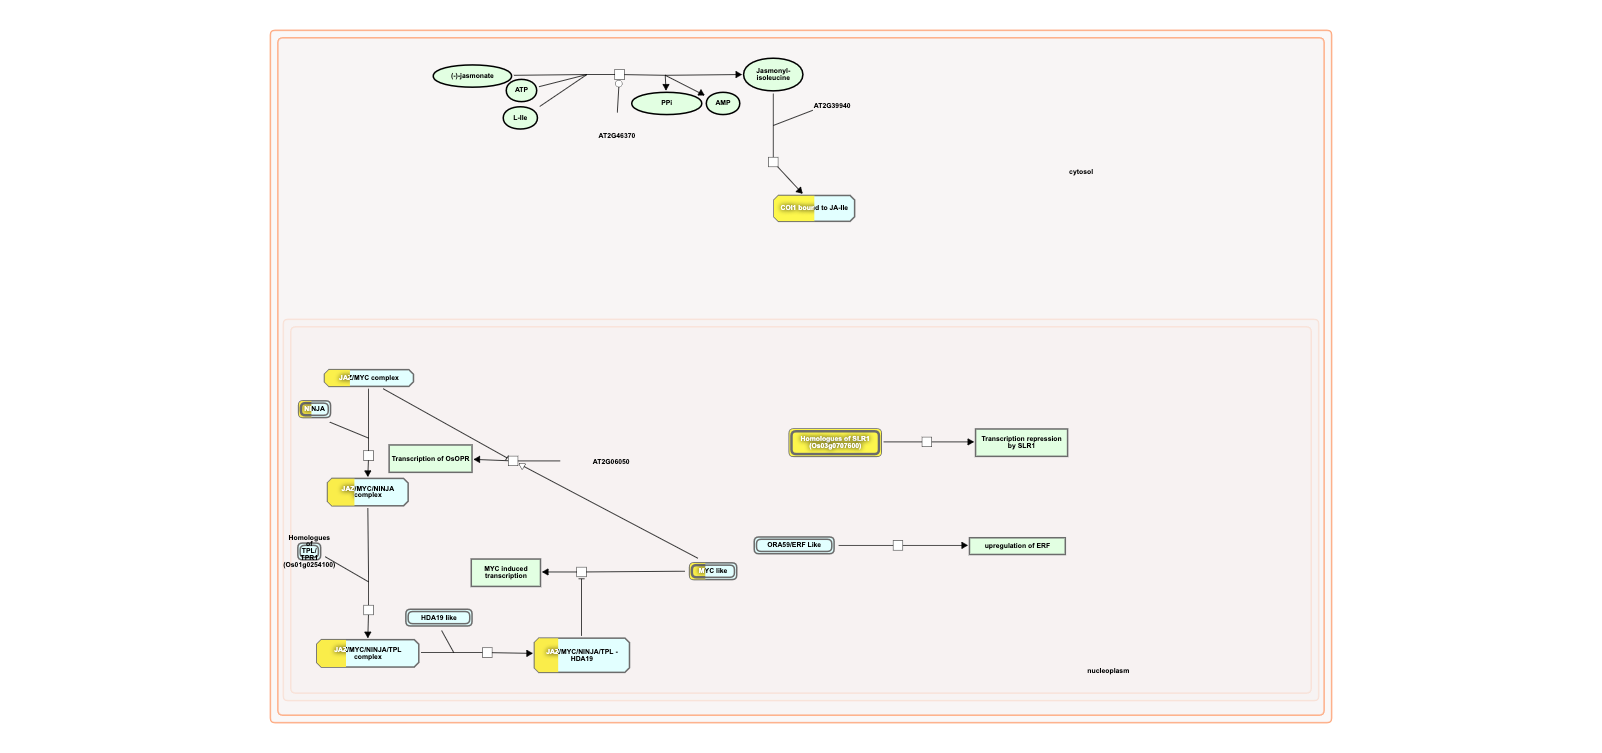 (-)-jasmonate
ATP
L-Ile
PPi
AMP
Jasmonyl-
isoleucine
AT2G46370
AT2G39940
cytosol
COI1 bound to JA-Ile
JAZ/MYC complex
NINJA
Transcription of OsOPR
AT2G06050
JAZ/MYC/NINJA
complex
Homologues of SLR1
(Os03g0707600)
Transcription repression
by SLR1
Homologues
of
TPL/
TPR1
(Os01g0254100)
ORA59/ERF Like
upregulation of ERF
MYC induced
transcription
MYC like
HDA19 like
JAZ/MYC/NINJA/TPL
complex
JAZ/MYC/NINJA/TPL -
HDA19
nucleoplasm